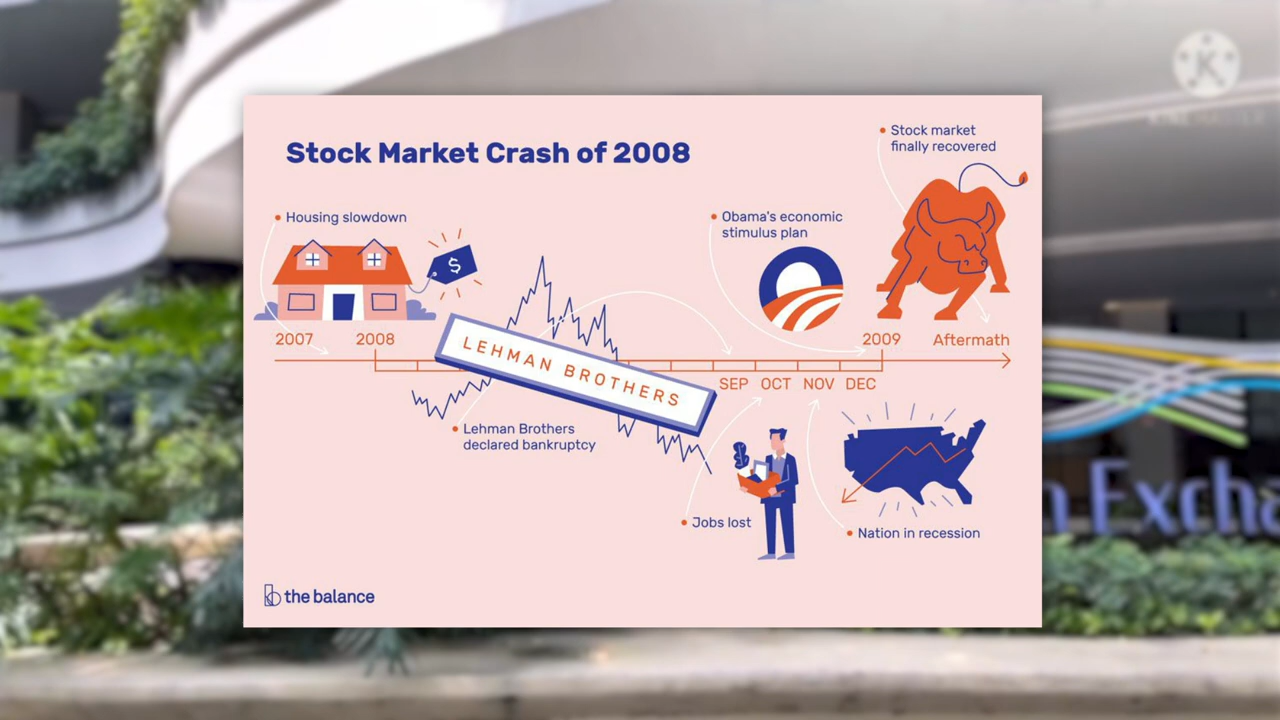 Stock Market Crash of 2008
Stock market
finally recovered
Housing slowdown
$
Obama's economic
stimulus plan
2007
2008
2009
Aftermath
LEHMAN BROTHERS
SEP
OCT
NOV
DEC
Lehman Brothers
declared bankruptcy
Jobs lost
Nation in recession
the balance
K